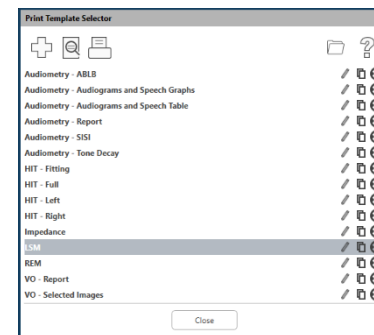 Print Template Selector
Audiometry - ABLB
Audiometry - Audiograms and Speech Graphs
Audiometry - Audiograms and Speech Table
Audiometry - Report
Audiometry - SISI
Audiometry - Tone Decay
HIT - Fitting
HIT - Full
HIT - Left
HIT - Right
Impedance
LSM
REM
VO - Report
VO - Selected Images
Close